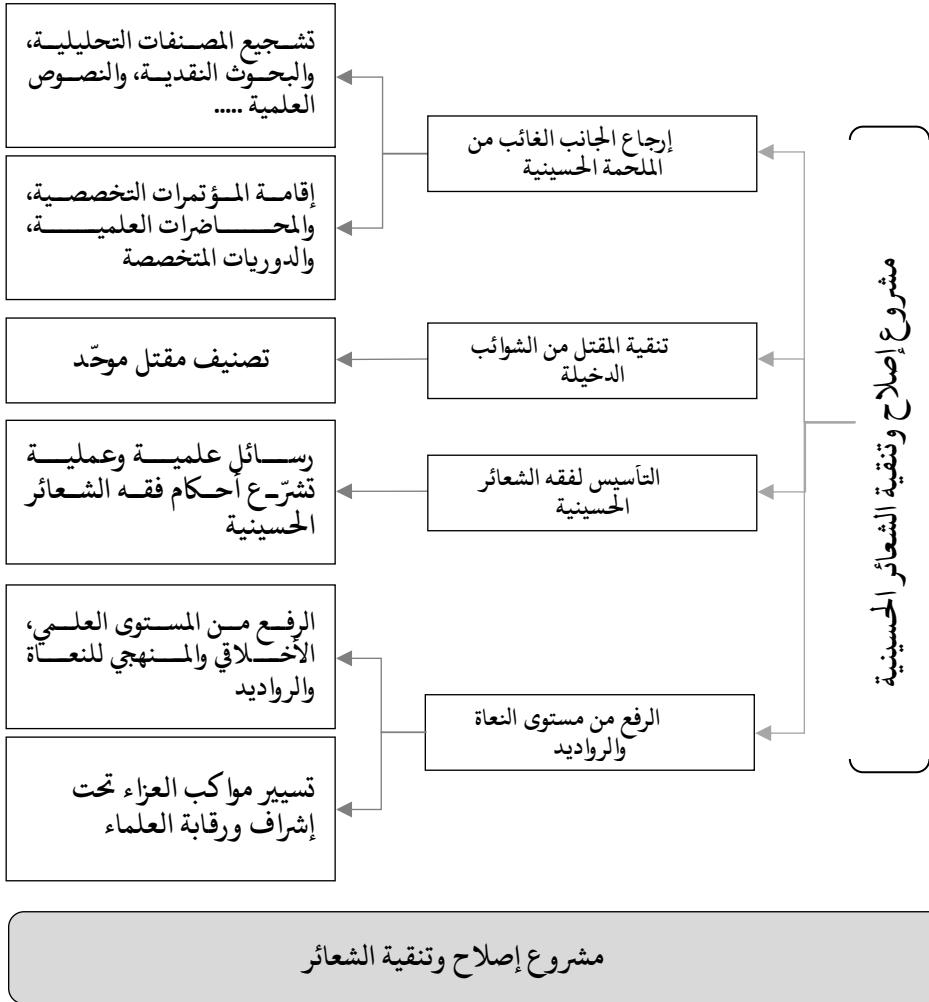 مشروع إصلاح وتنقية الشعائر الحسينية
إرجاع الجانب الغائب من
الملحمة الحسينية
تشجيع المصنفات التحليلية،
والبحوث النقدية، والنصوص
العلمية .....
إقامة المؤتمرات التخصصية،
والمحاضرات العلمية،
والدوريات المتخصصة
تنقية المقتل من الشوائب
الدخيلة
تصنيف مقتل موحّد
التأسيس لفقه الشعائر
الحسينية
رسائل علمية وعملية
تشرّع أحكام فقه الشعائر
الحسينية
الرفع من مستوى النعاة
والرواديد
الرفع من المستوى العلمي،
الأخلاقي والمنهجي للنعاة
والرواديد
تسيير مواكب العزاء تحت
إشراف ورقابة العلماء
مشروع إصلاح وتنقية الشعائر